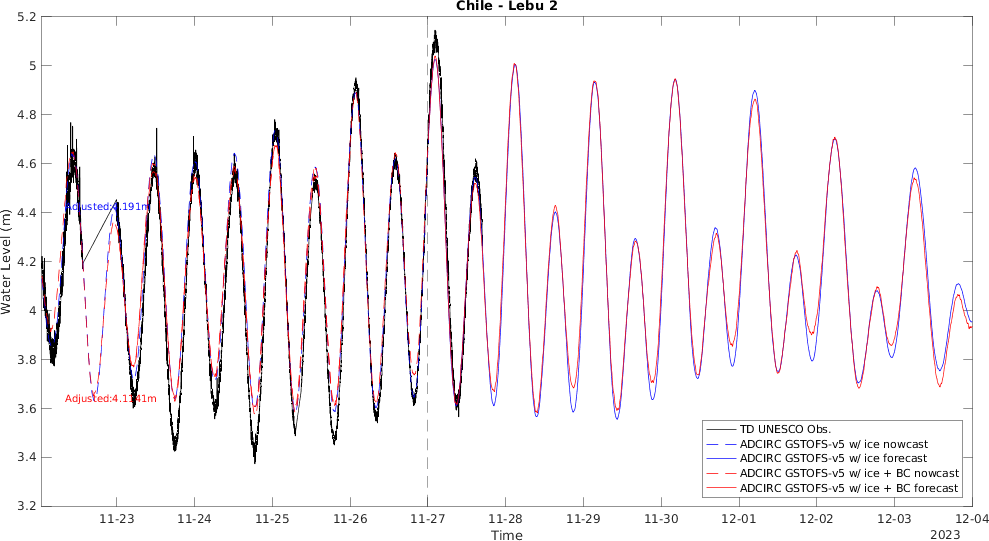 Chile - Lebu 2
5.2
5
4.8
4.6
4.4
4.2
4
3.8
3.6
3.4
3.2
Water Level (m)
Adjusted:4.191m
Adjusted:4.1141m
TD UNESCO Obs.
ADCIRC GSTOFS-v5 w/ ice nowcast
ADCIRC GSTOFS-v5 w/ ice forecast
ADCIRC GSTOFS-v5 w/ ice + BC nowcast
ADCIRC GSTOFS-v5 w/ ice + BC forecast
11-23 11-24 11-25 11-26 11-27 11-28 11-29 11-30 12-01 12-02 12-03 12-04
Time
2023